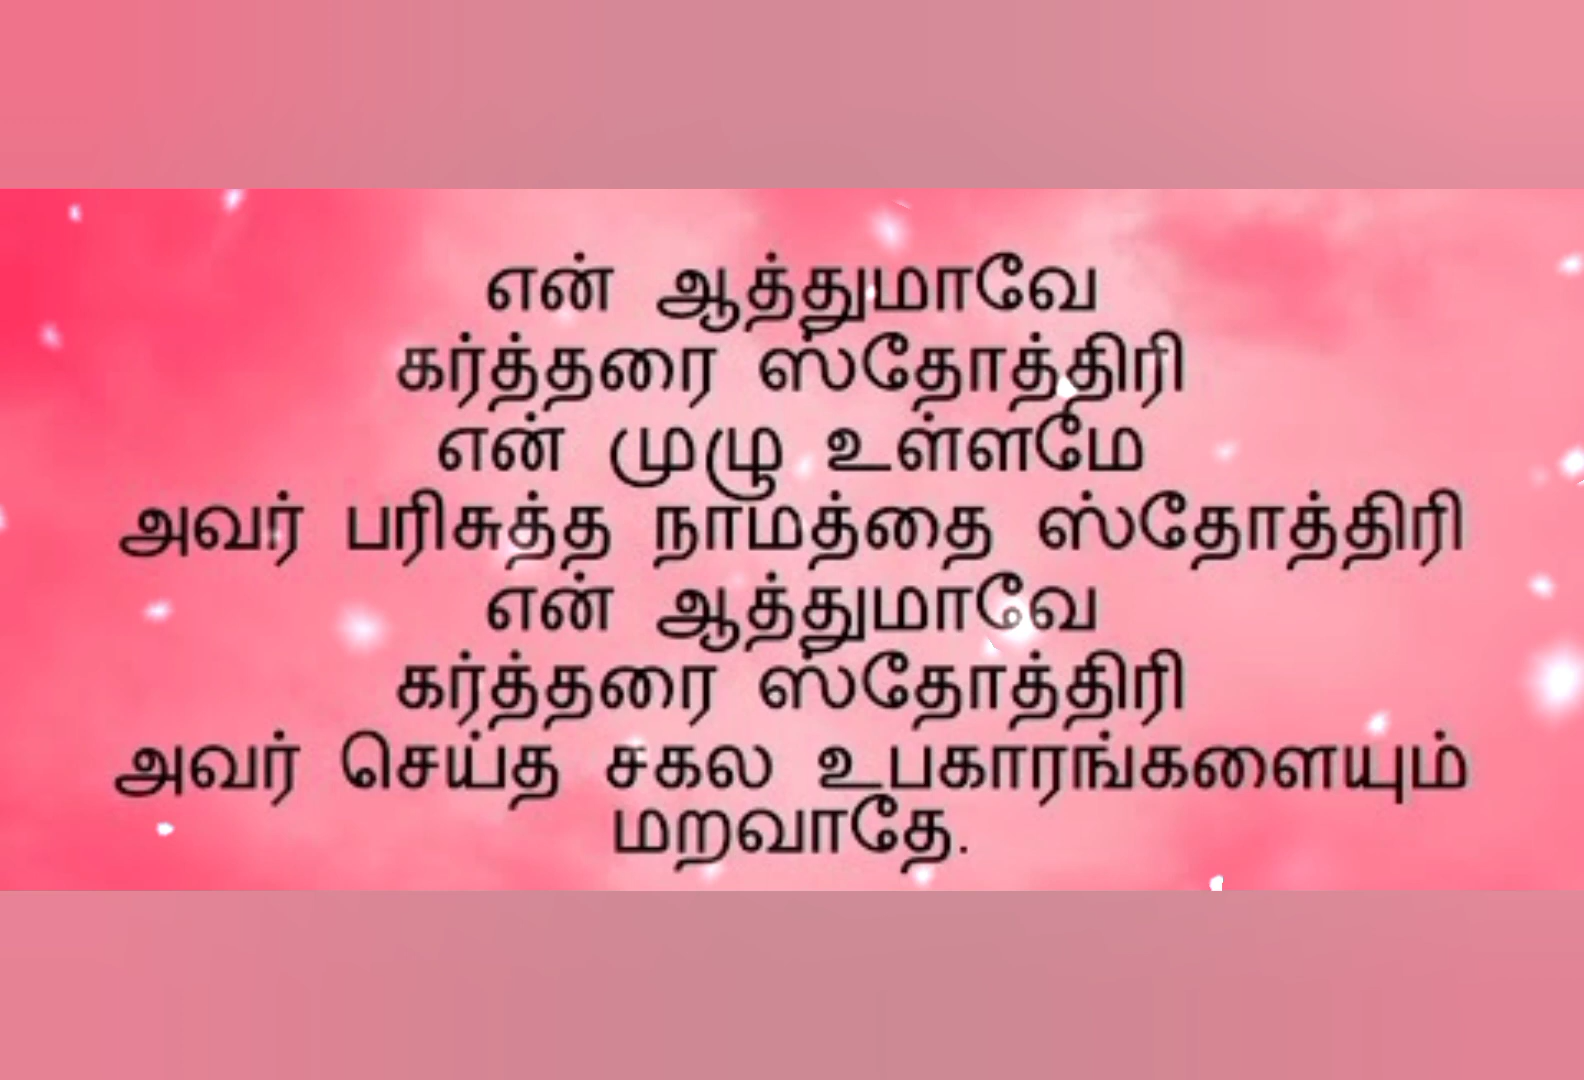 என் ஆத்துமாவே
கர்த்தரை ஸ்தோத்திரி
என் முழு உள்ளமே
அவர் பரிசுத்த நாமத்தை ஸ்தோத்திரி
என் ஆத்துமாவே
கர்த்தரை ஸ்தோத்திரி
அவர் செய்த சகல உபகாரங்களையும்
மறவாதே.